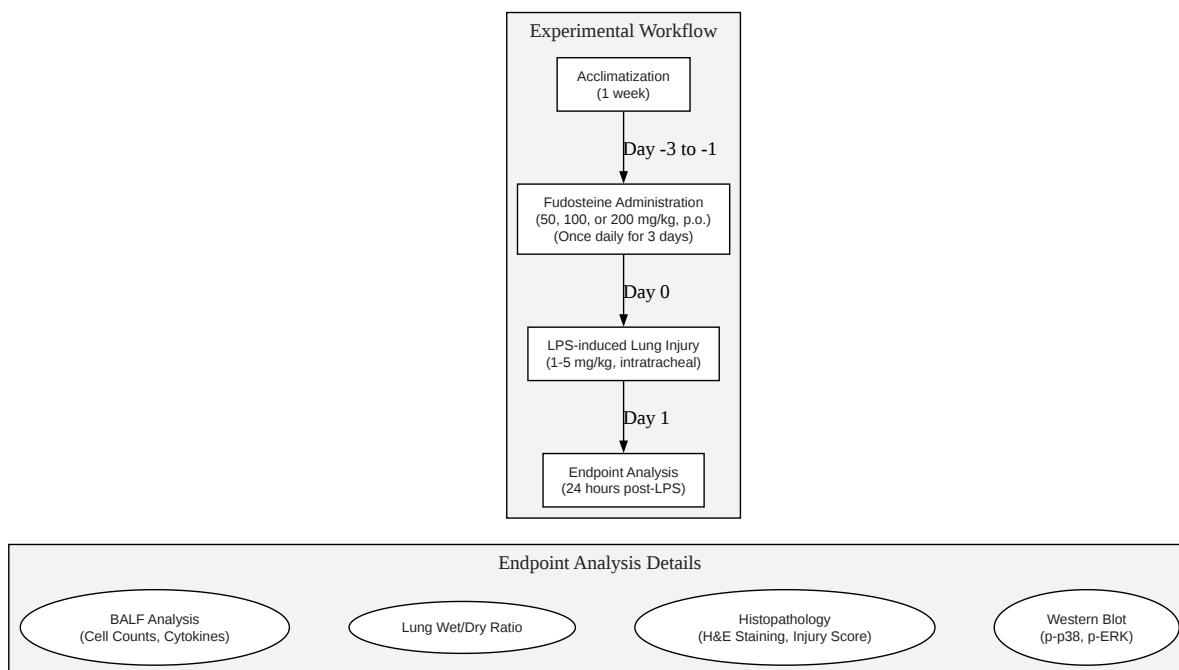 Experimental Workflow
Acclimatization
(1 week)
Day -3 to -1
Fudosteine Administration
(50, 100, or 200 mg/kg, p.o.)
(Once daily for 3 days)
Day 0
LPS-induced Lung Injury
(1-5 mg/kg, intratracheal)
Day 1
Endpoint Analysis
(24 hours post-LPS)
Endpoint Analysis Details
BALF Analysis
(Cell Counts, Cytokines)
Lung Wet/Dry Ratio
Histopathology
(H&E Staining, Injury Score)
Western Blot
(p-p38, p-ERK)